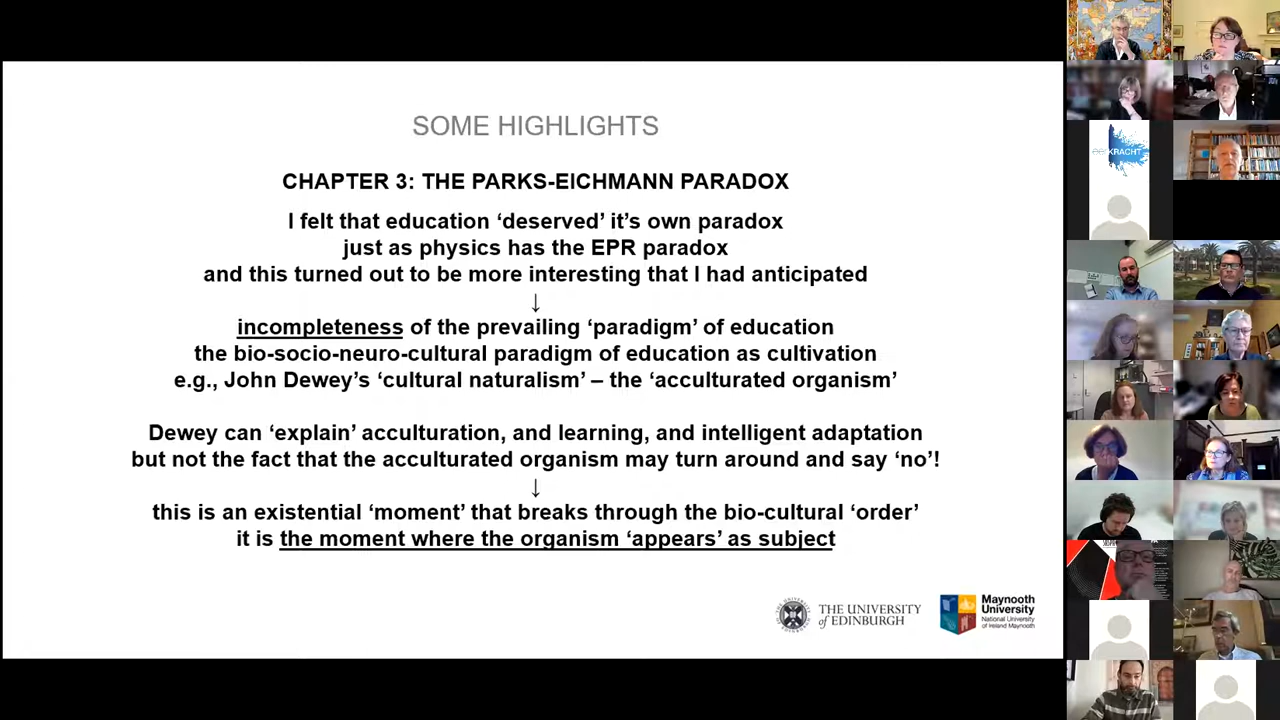 SOME HIGHLIGHTS
CHAPTER 3: THE PARKS-EICHMANN PARADOX
I felt that education ‘deserved’ it’s own paradox
just as physics has the EPR paradox
and this turned out to be more interesting that I had anticipated
↓
incompleteness of the prevailing ‘paradigm’ of education
the bio-socio-neuro-cultural paradigm of education as cultivation
e.g., John Dewey’s ‘cultural naturalism’ – the ‘acculturated organism’
Dewey can ‘explain’ acculturation, and learning, and intelligent adaptation
but not the fact that the acculturated organism may turn around and say ‘no’!
↓
this is an existential ‘moment’ that breaks through the bio-cultural ‘order’
it is the moment where the organism ‘appears’ as subject
THE UNIVERSITY
of EDINBURGH
Maynooth
University
National University
of Ireland Maynooth